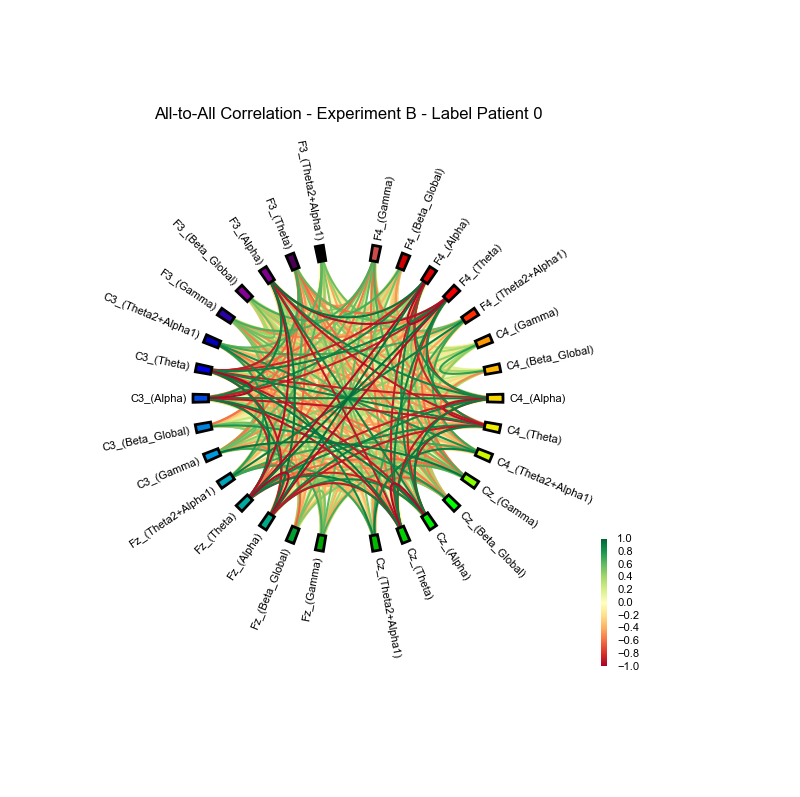 All-to-All Correlation - Experiment B - Label Patient 0
F3_(Theta2+Alpha1)
F3_(Theta)
F3_(Alpha)
F3_(Beta_Global)
F3_(Gamma)
C3_(Theta2+Alpha1)
C3_(Theta)
C3_(Alpha)
C3_(Beta_Global)
C3_(Gamma)
Fz_(Theta2+Alpha1)
Fz_(Theta)
Fz_(Alpha)
Fz_(Beta_Global)
Fz_(Gamma)
Cz_(Theta2+Alpha1)
Cz_(Theta)
Cz_(Alpha)
Cz_(Beta_Global)
Cz_(Gamma)
C4_(Theta2+Alpha1)
C4_(Theta)
C4_(Alpha)
C4_(Beta_Global)
C4_(Gamma)
F4_(Theta2+Alpha1)
F4_(Theta)
F4_(Alpha)
F4_(Beta_Global)
F4_(Gamma)
1.0
0.8
0.6
0.4
0.2
0.0
−0.2
−0.4
−0.6
−0.8
−1.0